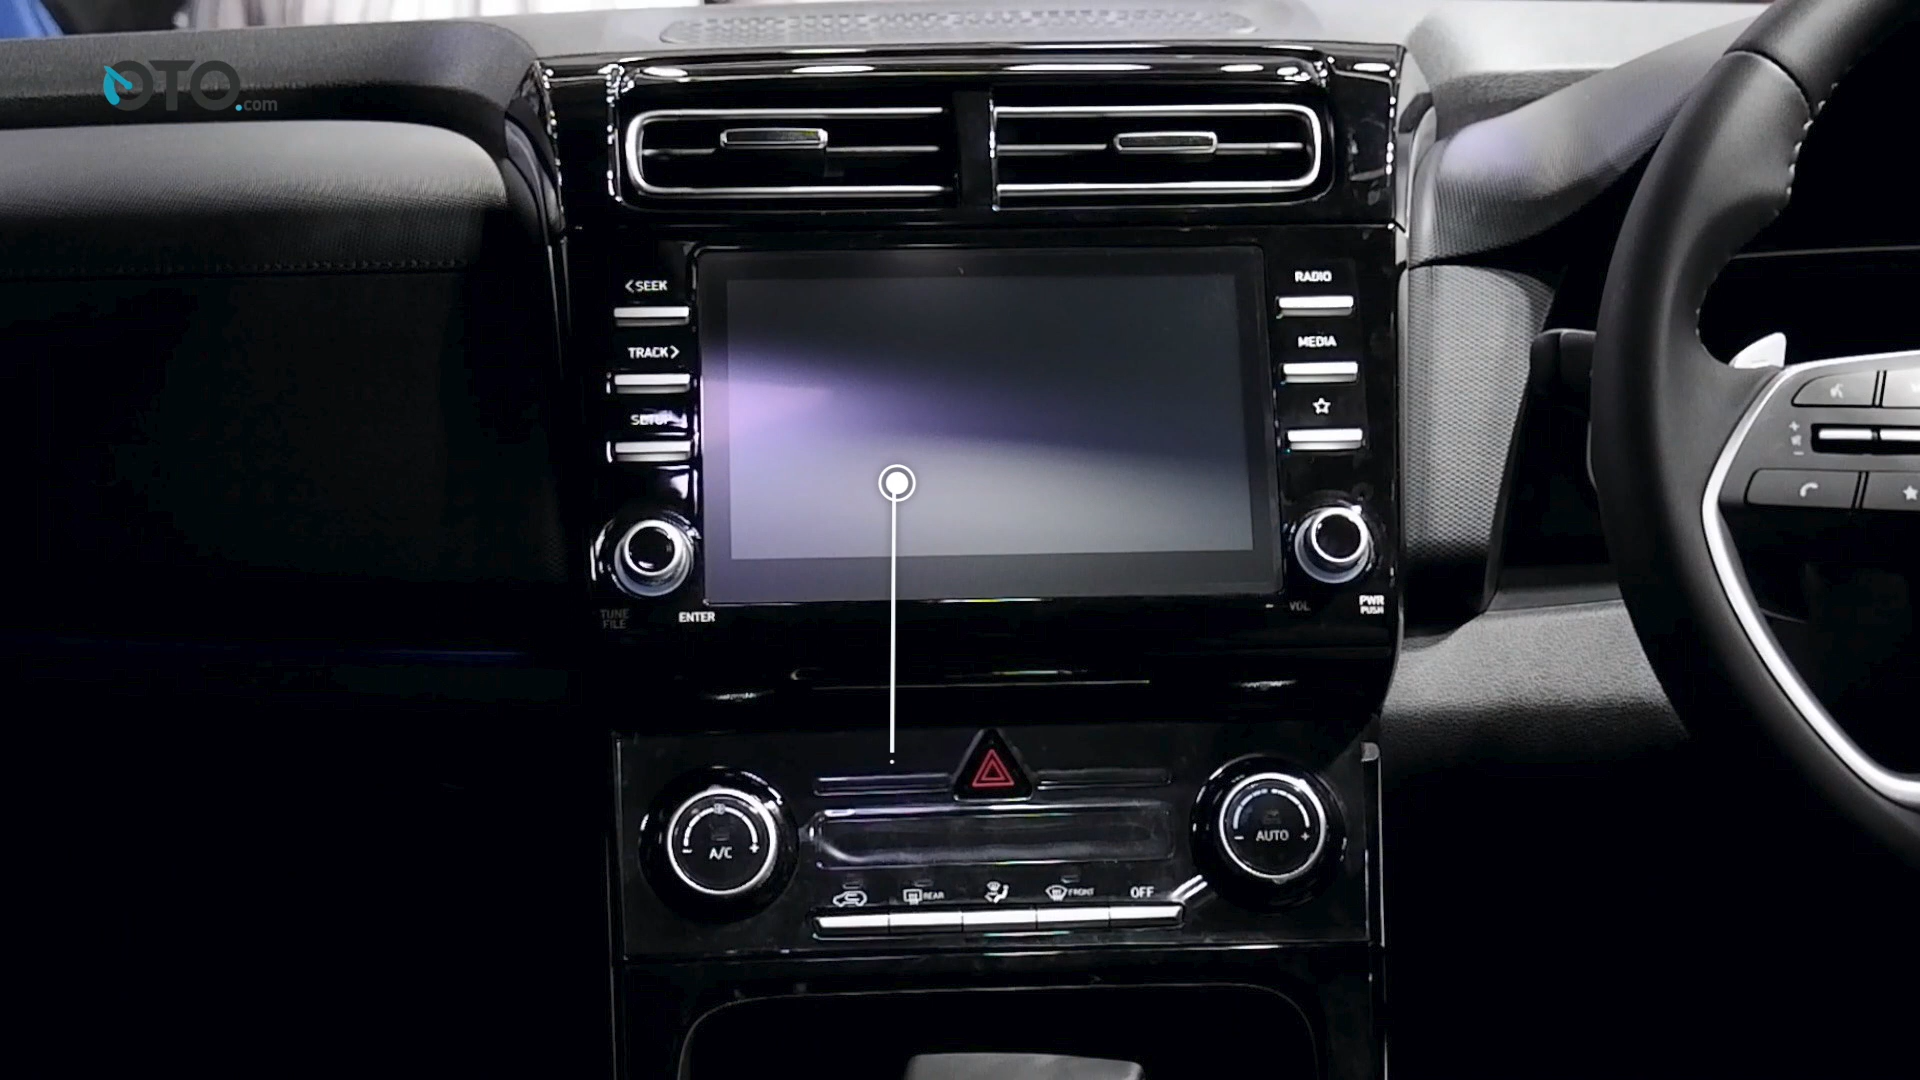 OTO.com
<SEEK
TRACK>
SETUP
TUNE
FILE
ENTER
RADIO
MEDIA
VOL
PWR
PUSH
A/C
- +
AUTO
- +
REAR
FRONT
OFF